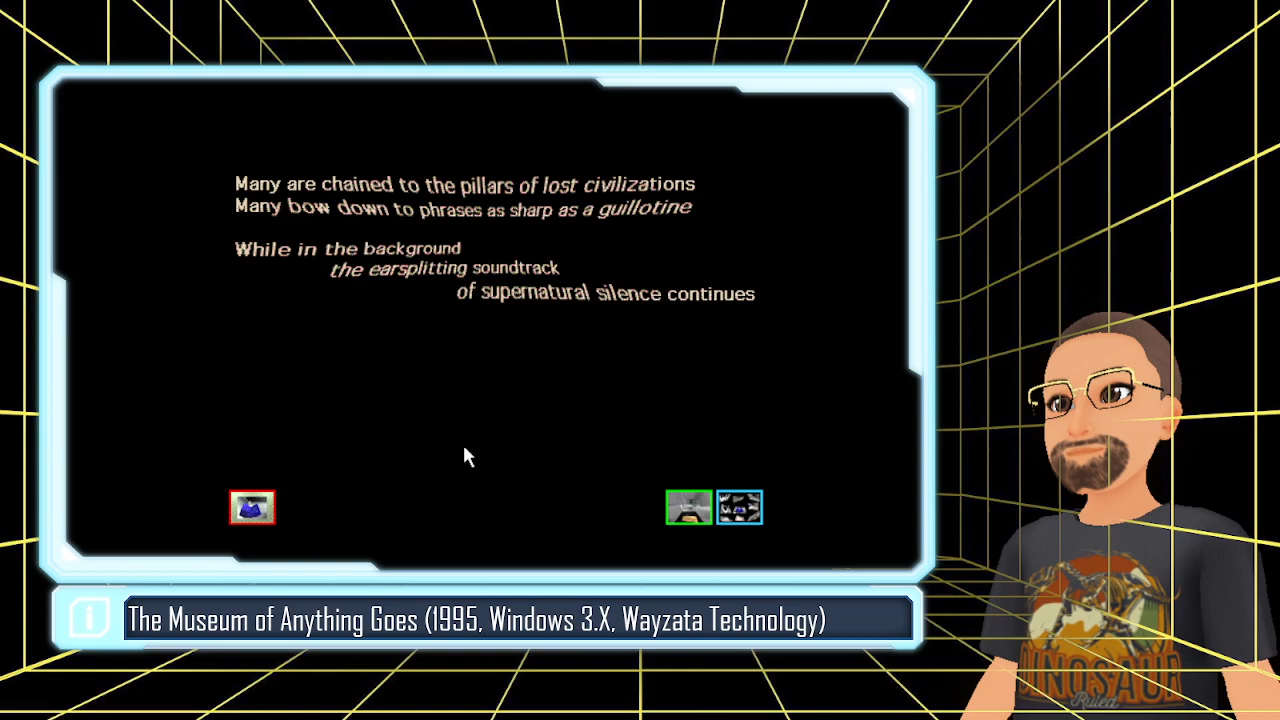 Many are chained to the pillars of lost civilizations
Many bow down to phrases as sharp as a guillotine
While in the background
the earsplitting soundtrack
of supernatural silence continues
The Museum of Anything Goes (1995, Windows 3.X, Wayzata Technology)
DINOSAUR
Ruled